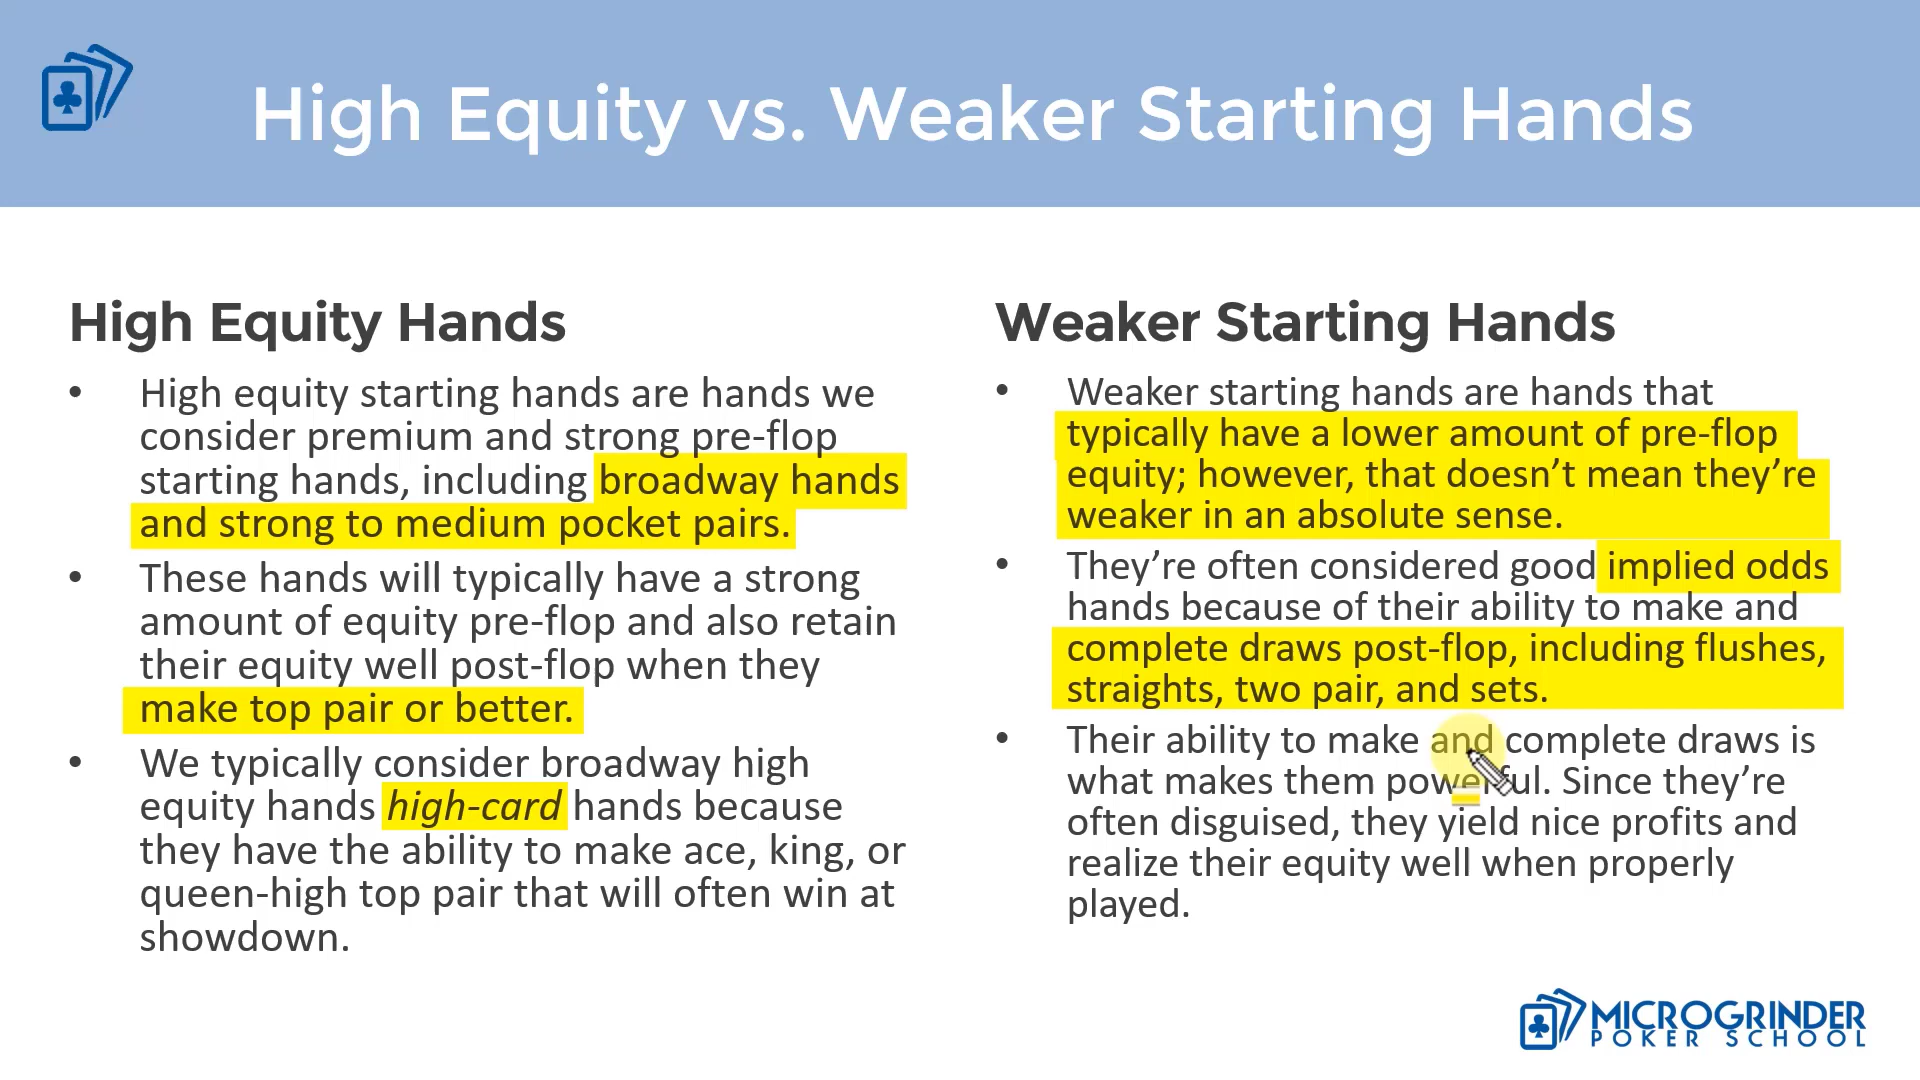 High Equity vs. Weaker Starting Hands
High Equity Hands
• High equity starting hands are hands we
consider premium and strong pre-flop
starting hands, including broadway hands
and strong to medium pocket pairs.
• These hands will typically have a strong
amount of equity pre-flop and also retain
their equity well post-flop when they
make top pair or better.
• We typically consider broadway high
equity hands high-card hands because
they have the ability to make ace, king, or
queen-high top pair that will often win at
showdown.
Weaker Starting Hands
• Weaker starting hands are hands that
typically have a lower amount of pre-flop
equity; however, that doesn’t mean they’re
weaker in an absolute sense.
• They’re often considered good implied odds
hands because of their ability to make and
complete draws post-flop, including flushes,
straights, two pair, and sets.
• Their ability to make and complete draws is
what makes them powerful. Since they’re
often disguised, they yield nice profits and
realize their equity well when properly
played.
MICROGRINDER
POKER SCHOOL